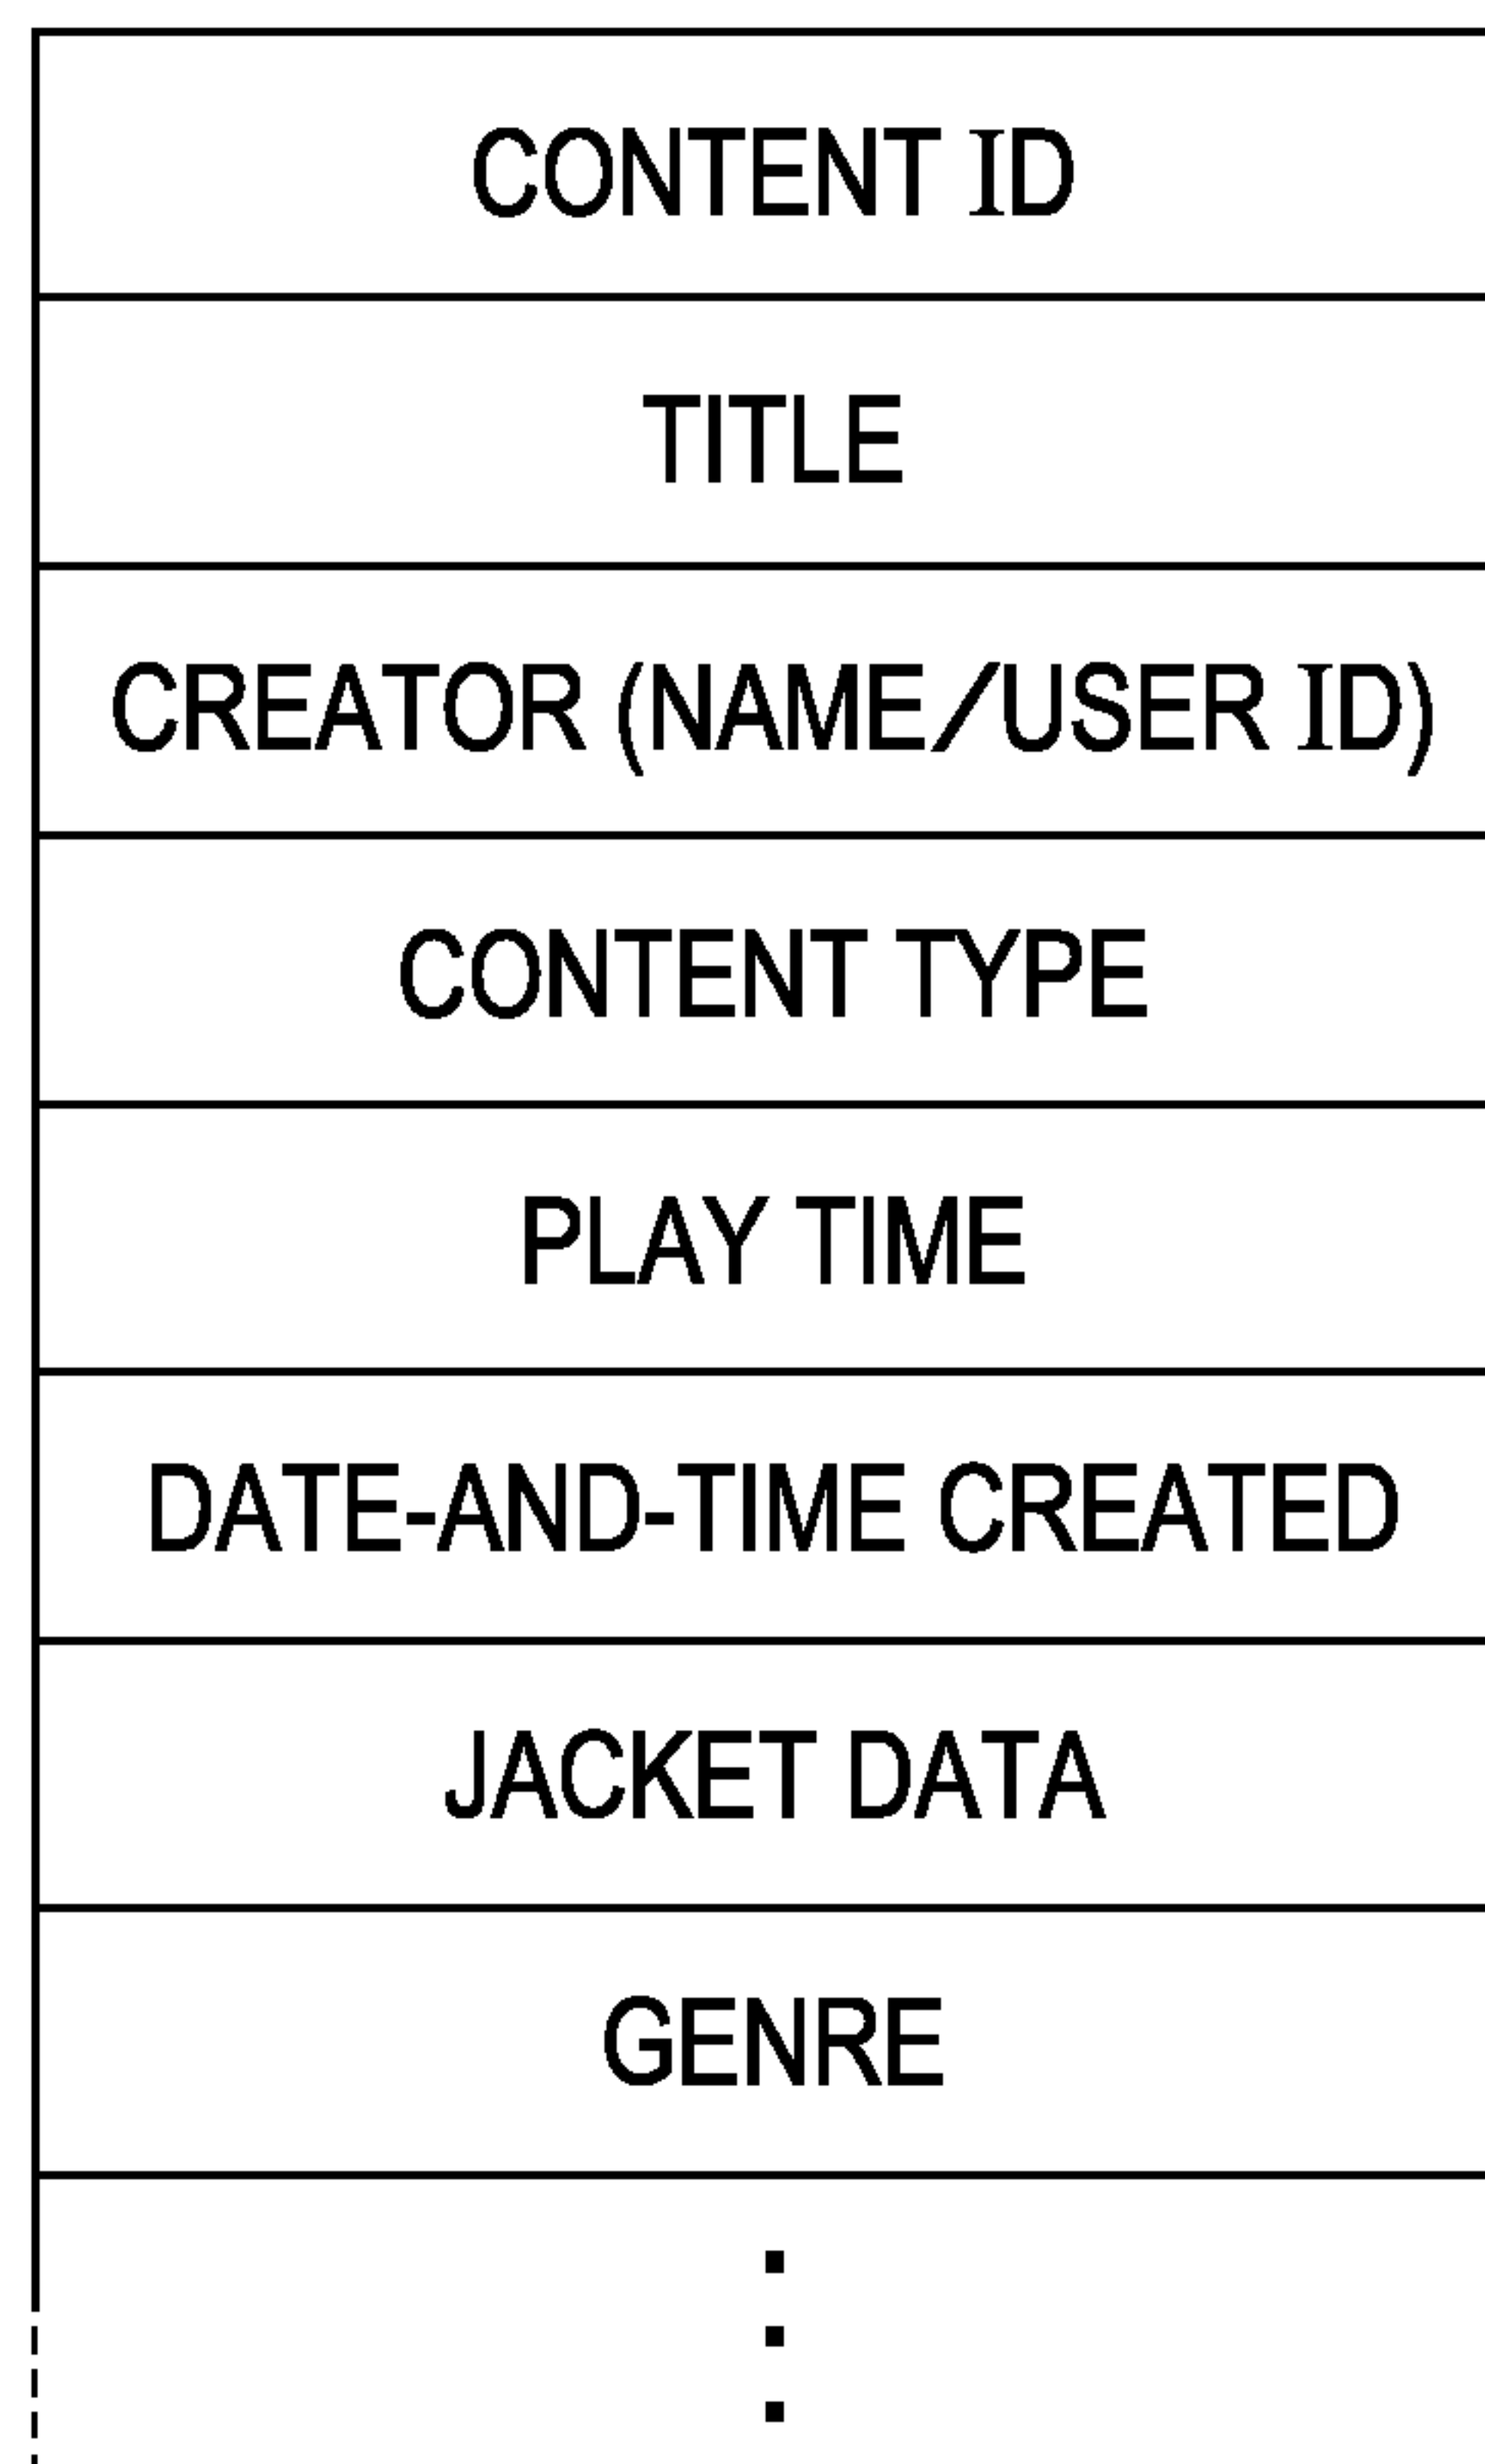 CONTENT ID
TITLE
CREATOR (NAME/USER ID)
CONTENT TYPE
PLAY TIME
DATE-AND-TIME CREATED
JACKET DATA
GENRE